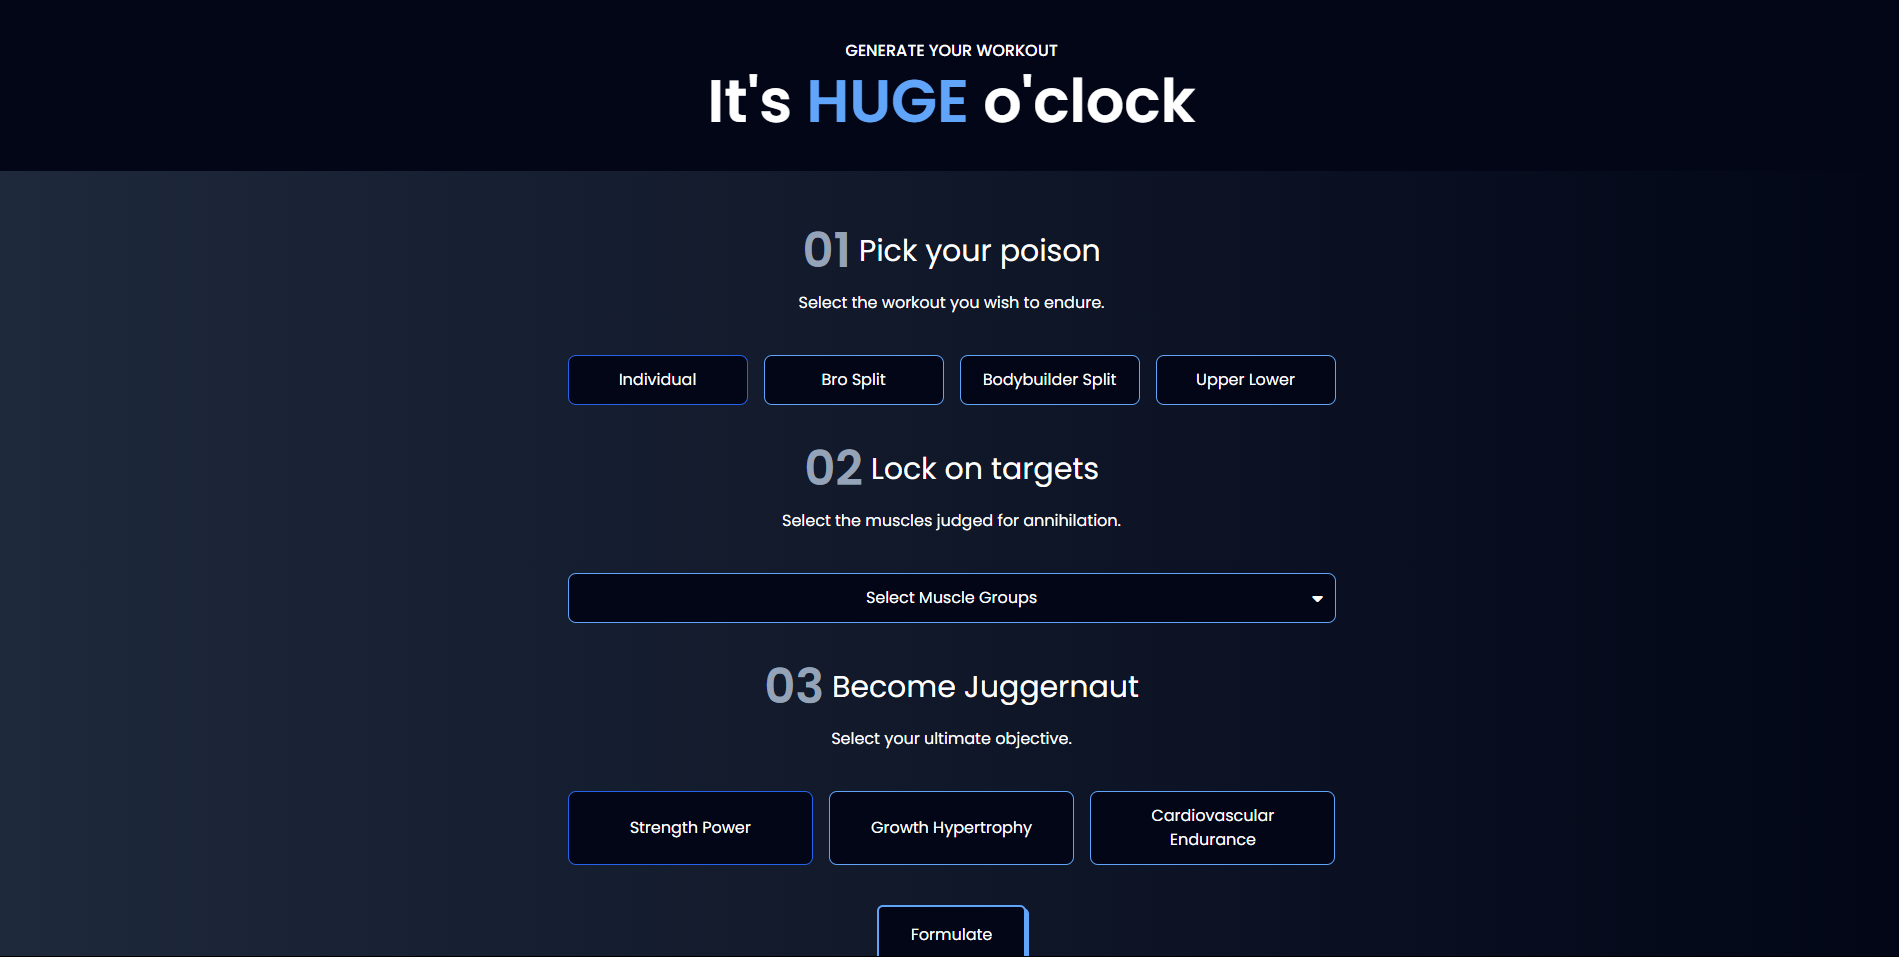 GENERATE YOUR WORKOUT
It's HUGE o'clock
01 Pick your poison
Select the workout you wish to endure.
Individual
Bro Split
Bodybuilder Split
Upper Lower
02 Lock on targets
Select the muscles judged for annihilation.
Select Muscle Groups
03 Become Juggernaut
Select your ultimate objective.
Strength Power
Growth Hypertrophy
Cardiovascular
Endurance
Formulate